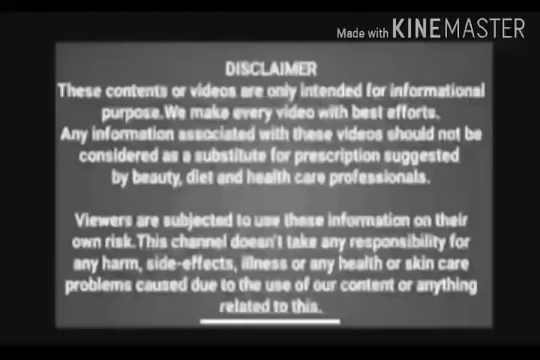 Made with KINEMASTER
DISCLAIMER
These contents or videos are only intended for informational
purpose.We make every video with best efforts.
Any information associated with these videos should not be
considered as a substitute for prescription suggested
by beauty, diet and health care professionals.
Viewers are subjected to use these information on their
own risk.This channel doesn't take any responsibility for
any harm, side-effects, illness or any health or skin care
problems caused due to the use of our content or anything
related to this.